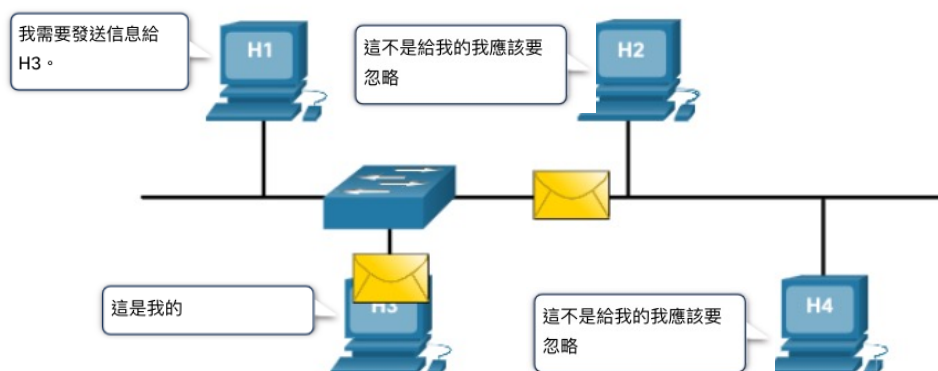 我需要發送信息給
H3。
H1
這不是給我的我應該要
忽略
H2
這是我的
H3
這不是給我的我應該要
忽略
H4